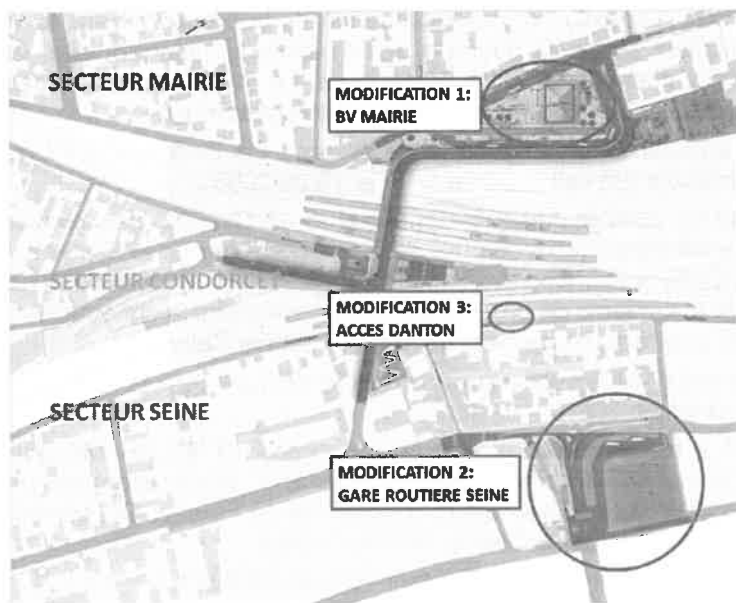 SECTEUR MAIRIE
MODIFICATION 1:
BV MAIRIE
SECTEUR CONDORCET
MODIFICATION 3:
ACCES DANTON
SECTEUR SEINE
MODIFICATION 2:
GARE ROUTIERE SEINE